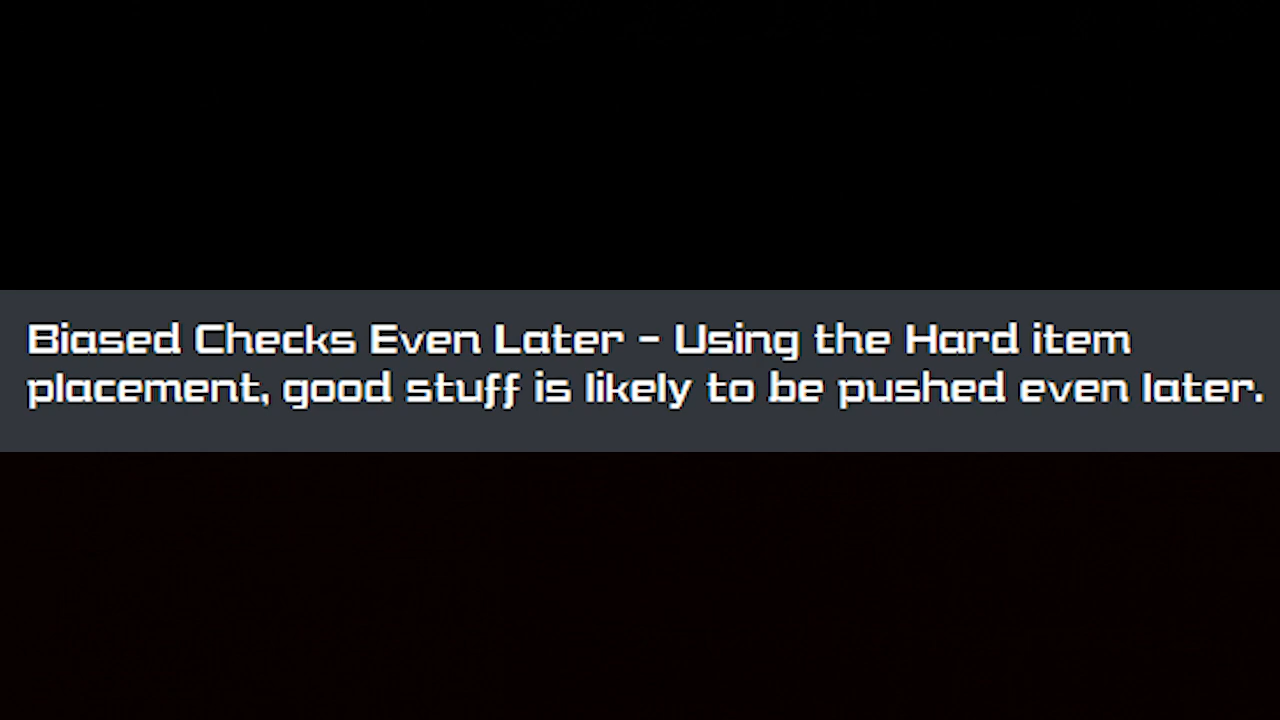 Biased Checks Even Later - Using the Hard item
placement, good stuff is likely to be pushed even later.